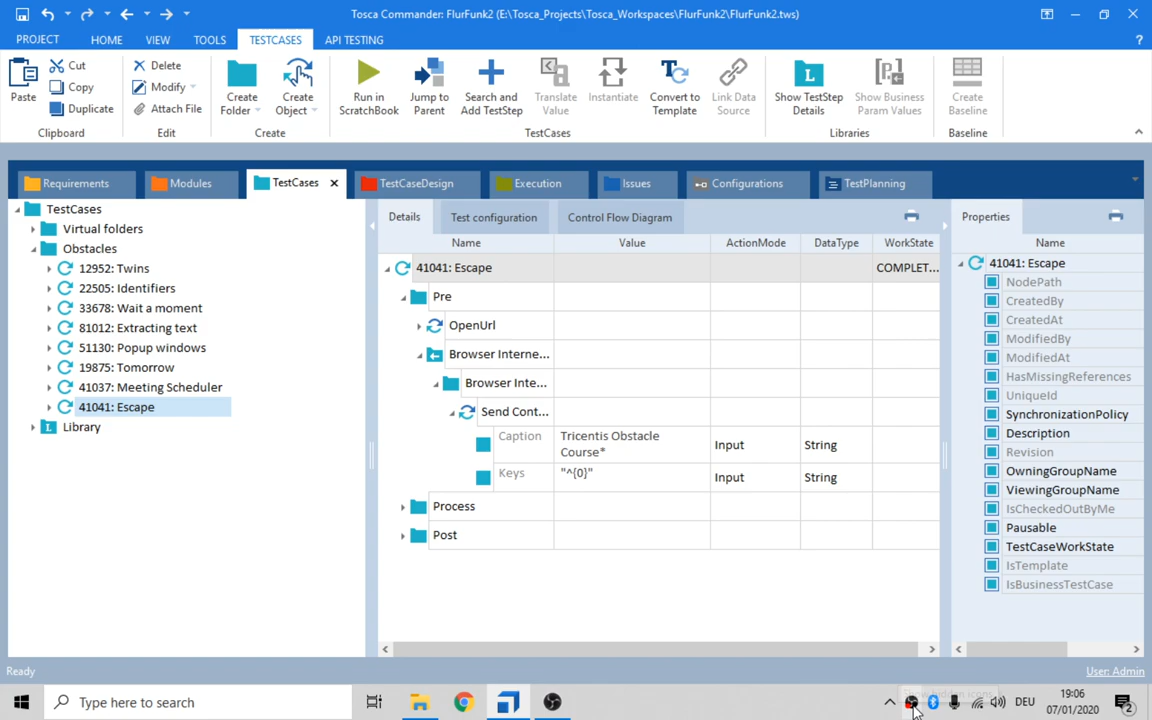 Tosca Commander: FlurFunk2 (E:\Tosca_Projects\Tosca_Workspaces\FlurFunk2\FlurFunk2.tws)
PROJECT HOME VIEW TOOLS TESTCASES API TESTING ?
Paste
Cut
Copy
Duplicate
Clipboard
Delete
Modify
Attach File
Edit
Create Folder
Create Object
Create
Run in ScratchBook
Jump to Parent
Search and Add TestStep
Translate Value
Instantiate
Convert to Template
Link Data Source
TestCases
Show TestStep Details
Show Business Param Values
Libraries
Create Baseline
Baseline
Requirements Modules TestCases TestCaseDesign Execution Issues Configurations TestPlanning
TestCases
Virtual folders
Obstacles
12952: Twins
22505: Identifiers
33678: Wait a moment
81012: Extracting text
51130: Popup windows
19875: Tomorrow
41037: Meeting Scheduler
41041: Escape
L Library
Details Test configuration Control Flow Diagram
Name Value ActionMode DataType WorkState
41041: Escape COMPLET...
Pre
OpenUrl
Browser Interne...
Browser Inte...
Send Cont...
Caption Tricentis Obstacle Course* Input String
Keys "^{0}" Input String
Process
Post
Properties
Name
41041: Escape
NodePath
CreatedBy
CreatedAt
ModifiedBy
ModifiedAt
HasMissingReferences
UniqueId
SynchronizationPolicy
Description
Revision
OwningGroupName
ViewingGroupName
IsCheckedOutByMe
Pausable
TestCaseWorkState
IsTemplate
IsBusinessTestCase
Ready User: Admin
Show hidden icons
Type here to search
DEU
19:06
07/01/2020
2